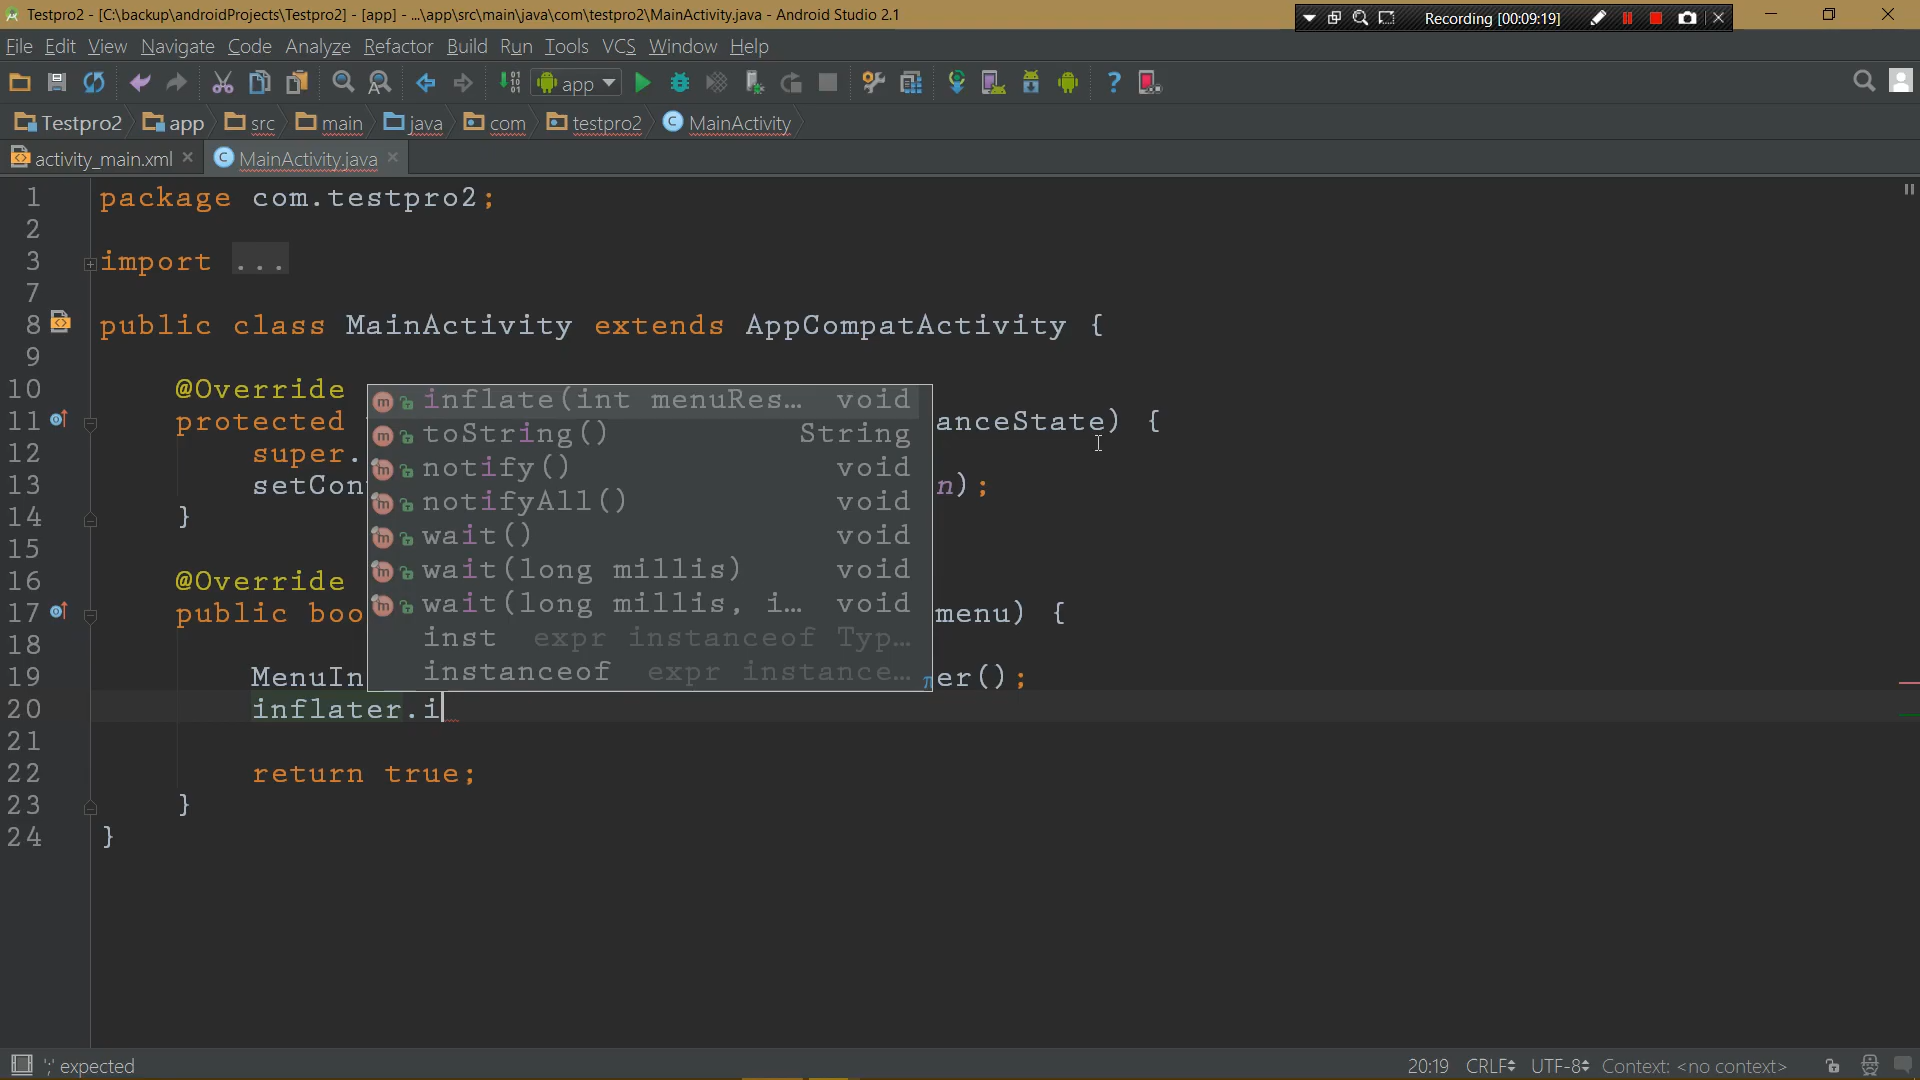 Testpro2 - [C:\backup\androidProjects\Testpro2] - [app] - ...\app\src\main\java\com\testpro2\MainActivity.java - Android Studio 2.1
Recording [00:09:19]
File Edit View Navigate Code Analyze Refactor Build Run Tools VCS Window Help
app
Testpro2 app src main java com testpro2 MainActivity
activity_main.xml MainActivity.java
1 package com.testpro2;
2
3 import ...
7
8 public class MainActivity extends AppCompatActivity {
9
10 @Override
inflate(int menuRes... void
11 protected anceState) {
toString() String
12 super.
notify() void
13 setCon n);
notifyAll() void
14 }
wait() void
15
wait(long millis) void
16 @Override
wait(long millis, i... void
17 public boo menu) {
inst expr instanceof Typ...
18
instanceof expr instance...
19 MenuIn er();
20 inflater.i
21
22 return true;
23 }
24 }
';' expected
20:19 CRLF UTF-8 Context: <no context>